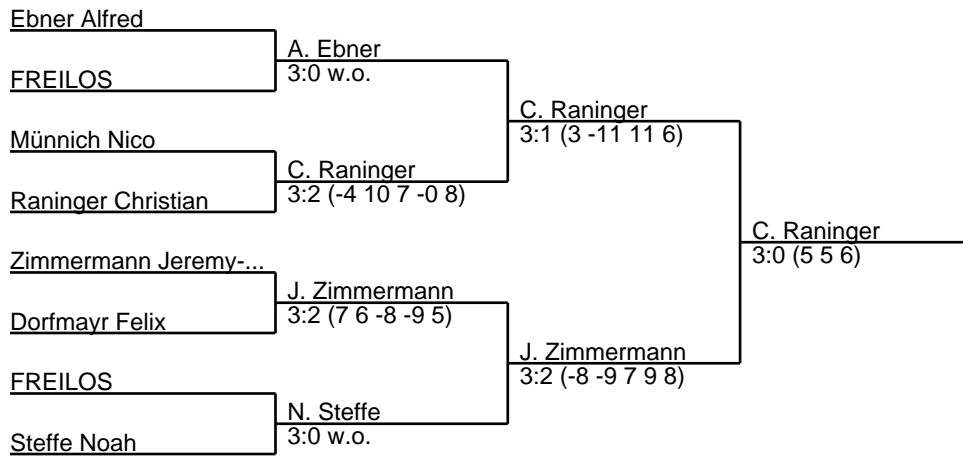 Ebner Alfred
FREILOS
Münnich Nico
Raninger Christian
Zimmermann Jeremy-...
Dorfmayr Felix
FREILOS
Steffe Noah
A. Ebner
3:0 w.o.
C. Raninger
3:2 (-4 10 7 -0 8)
J. Zimmermann
3:2 (7 6 -8 -9 5)
N. Steffe
3:0 w.o.
C. Raninger
3:1 (3 -11 11 6)
J. Zimmermann
3:2 (-8 -9 7 9 8)
C. Raninger
3:0 (5 5 6)